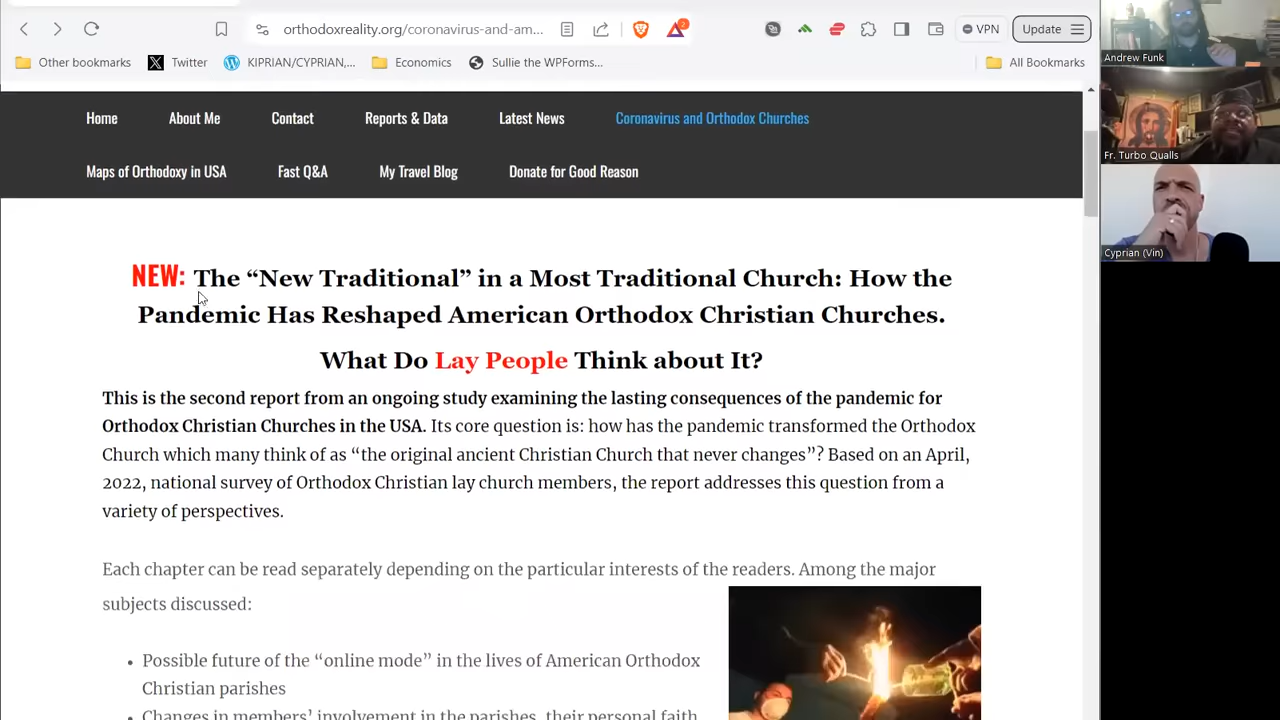 orthodoxreality.org/coronavirus-and-am...
2
VPN
Update
Other bookmarks
Twitter
KIPRIAN/CYPRIAN,...
Economics
Sullie the WPForms...
All Bookmarks
Home
About Me
Contact
Reports & Data
Latest News
Coronavirus and Orthodox Churches
Maps of Orthodoxy in USA
Fast Q&A
My Travel Blog
Donate for Good Reason
NEW: The “New Traditional” in a Most Traditional Church: How the
Pandemic Has Reshaped American Orthodox Christian Churches.
What Do Lay People Think about It?
This is the second report from an ongoing study examining the lasting consequences of the pandemic for
Orthodox Christian Churches in the USA. Its core question is: how has the pandemic transformed the Orthodox
Church which many think of as “the original ancient Christian Church that never changes”? Based on an April,
2022, national survey of Orthodox Christian lay church members, the report addresses this question from a
variety of perspectives.
Each chapter can be read separately depending on the particular interests of the readers. Among the major
subjects discussed:
• Possible future of the “online mode” in the lives of American Orthodox
Christian parishes
• Changes in members’ involvement in the parishes, their personal faith
Andrew Funk
Fr. Turbo Qualls
Cyprian (Vin)